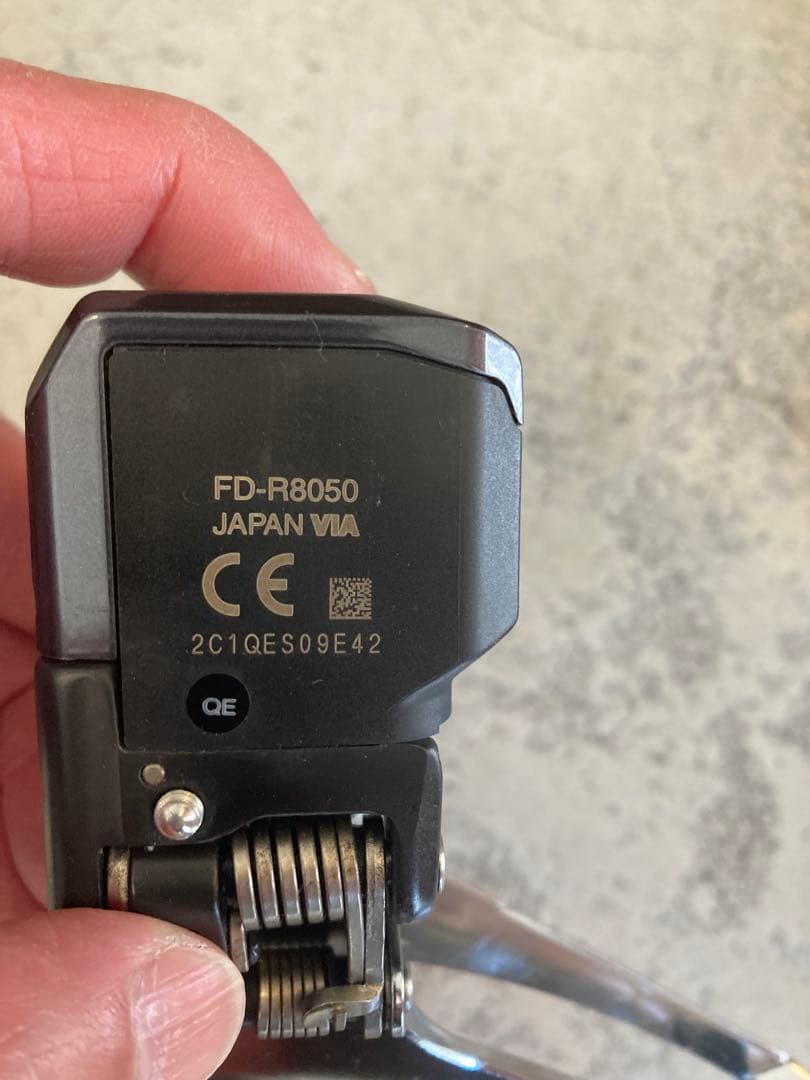 FD-R8050
JAPAN VIA
CE
2C1QES09E42
QE